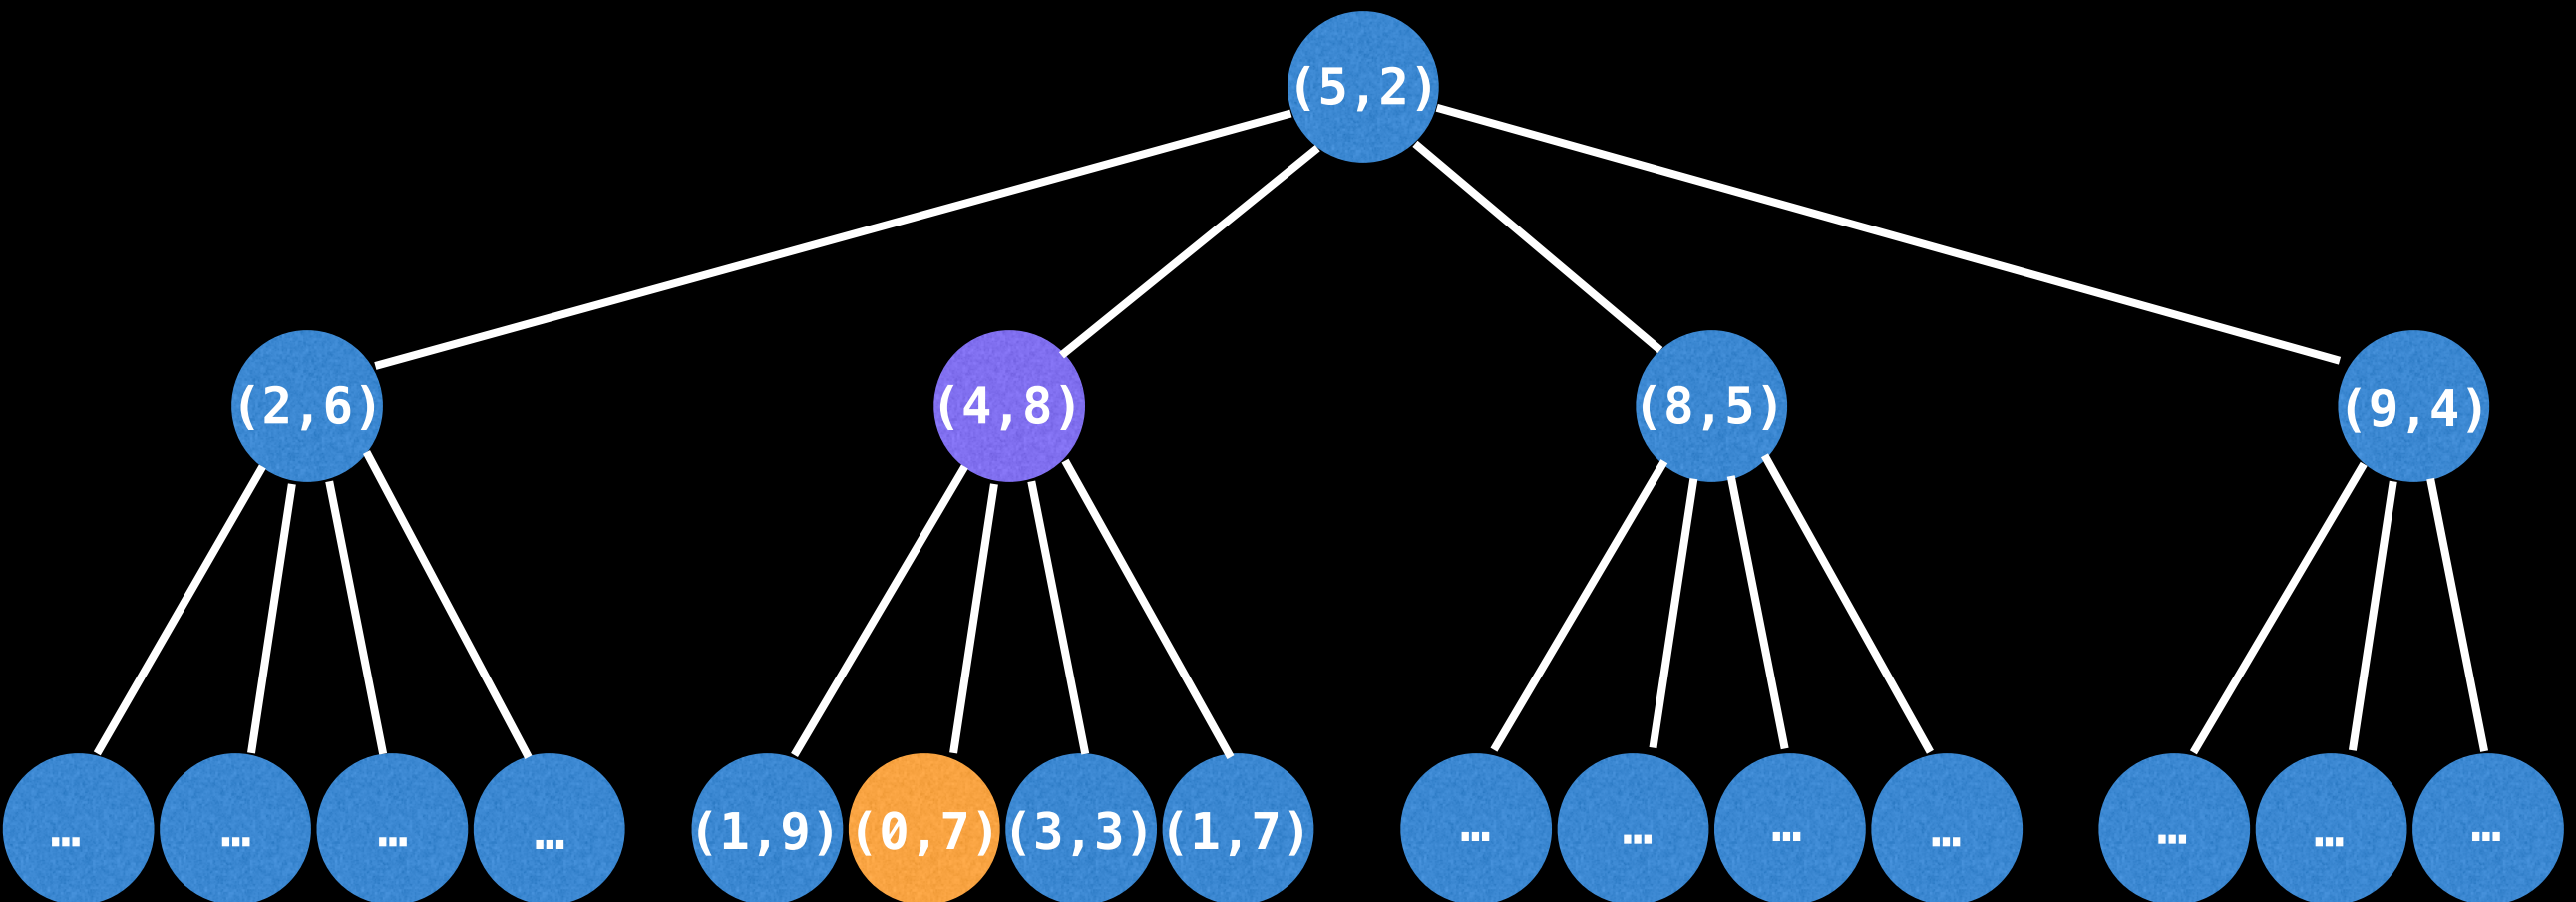 (5,2)
(2,6) (4,8) (8,5) (9,4)
… … … … (1,9) (0,7) (3,3) (1,7) … … … … … … …